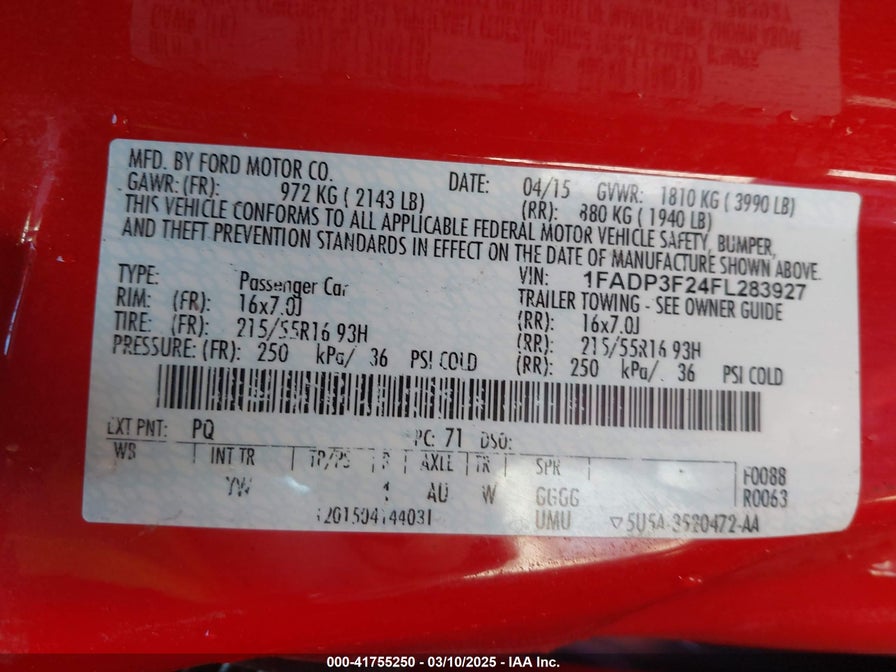 MFD. BY FORD MOTOR CO. DATE: 04/15 GVWR: 1810 KG ( 3990 LB)
GAWR: (FR): 972 KG ( 2143 LB) (RR): 880 KG ( 1940 LB)
THIS VEHICLE CONFORMS TO ALL APPLICABLE FEDERAL MOTOR VEHICLE SAFETY, BUMPER,
AND THEFT PREVENTION STANDARDS IN EFFECT ON THE DATE OF MANUFACTURE SHOWN ABOVE.
VIN: 1FADP3F24FL283927
TYPE: Passenger Car TRAILER TOWING - SEE OWNER GUIDE
RIM: (FR): 16x7.0J (RR): 16x7.0J
TIRE: (FR): 215/55R16 93H (RR): 215/55R16 93H
PRESSURE: (FR): 250 kPa/ 36 PSI COLD (RR): 250 kPa/ 36 PSI COLD
EXT PNT: PQ PC: 71 DSO:
WB INT TR TP/PS R AXLE TR SPR F0088
YW 1 AU W GGGG R0063
UMU ▽5U5A-3520472-AA
000-41755250 - 03/10/2025 - IAA Inc.